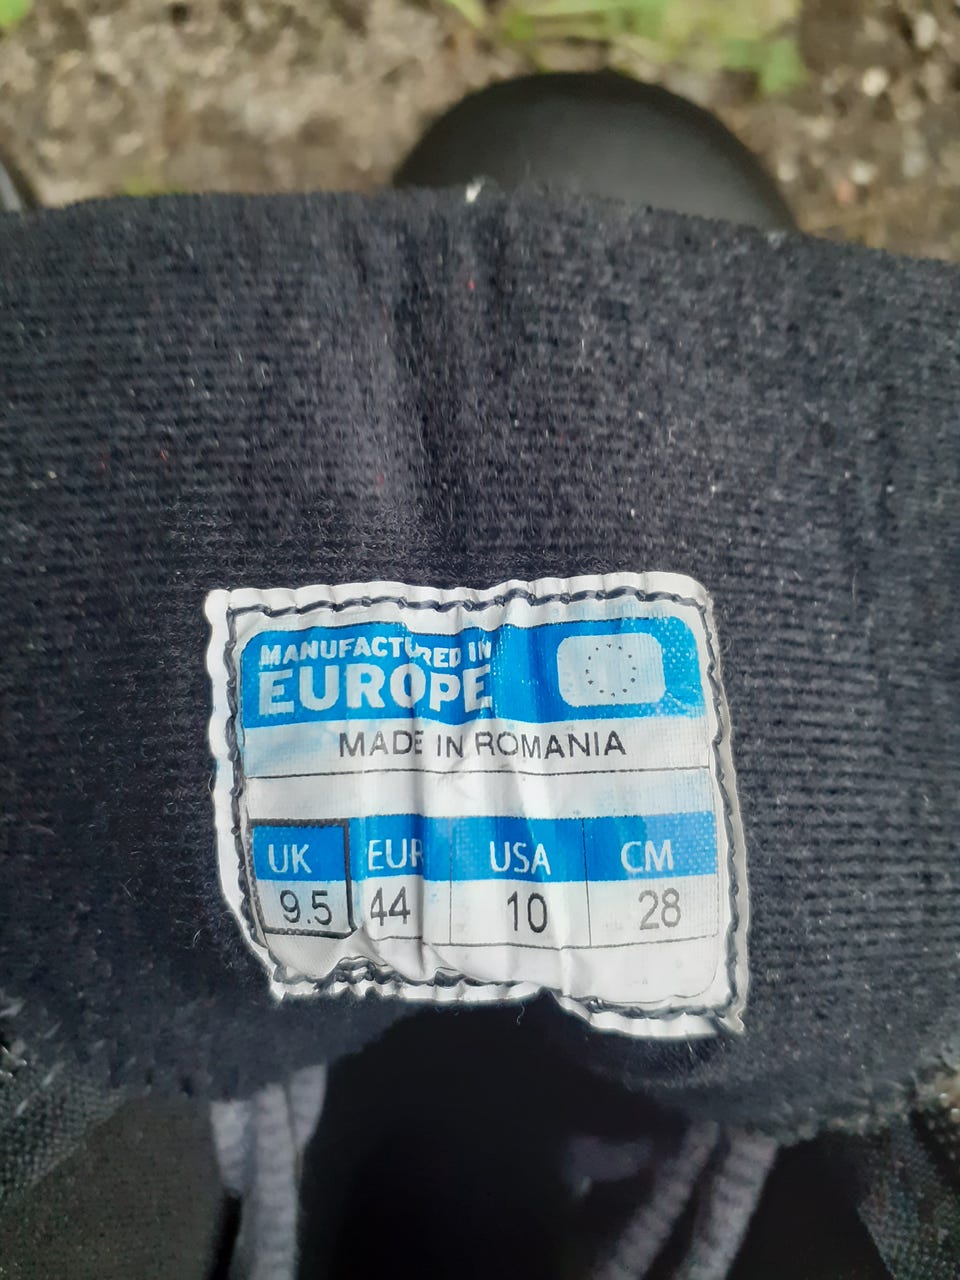 MANUFACTURED IN
EUROPE
MADE IN ROMANIA
UK EUR USA CM
9.5 44 10 28